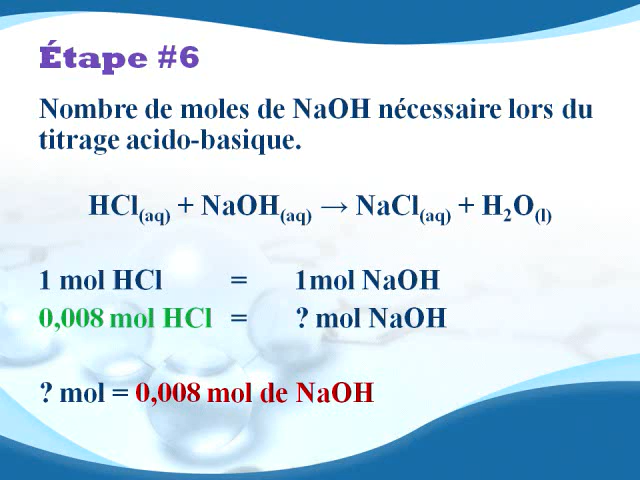 Étape #6
Nombre de moles de NaOH nécessaire lors du
titrage acido-basique.
HCl(aq) + NaOH(aq) → NaCl(aq) + H₂O(l)
1 mol HCl = 1mol NaOH
0,008 mol HCl = ? mol NaOH
? mol = 0,008 mol de NaOH